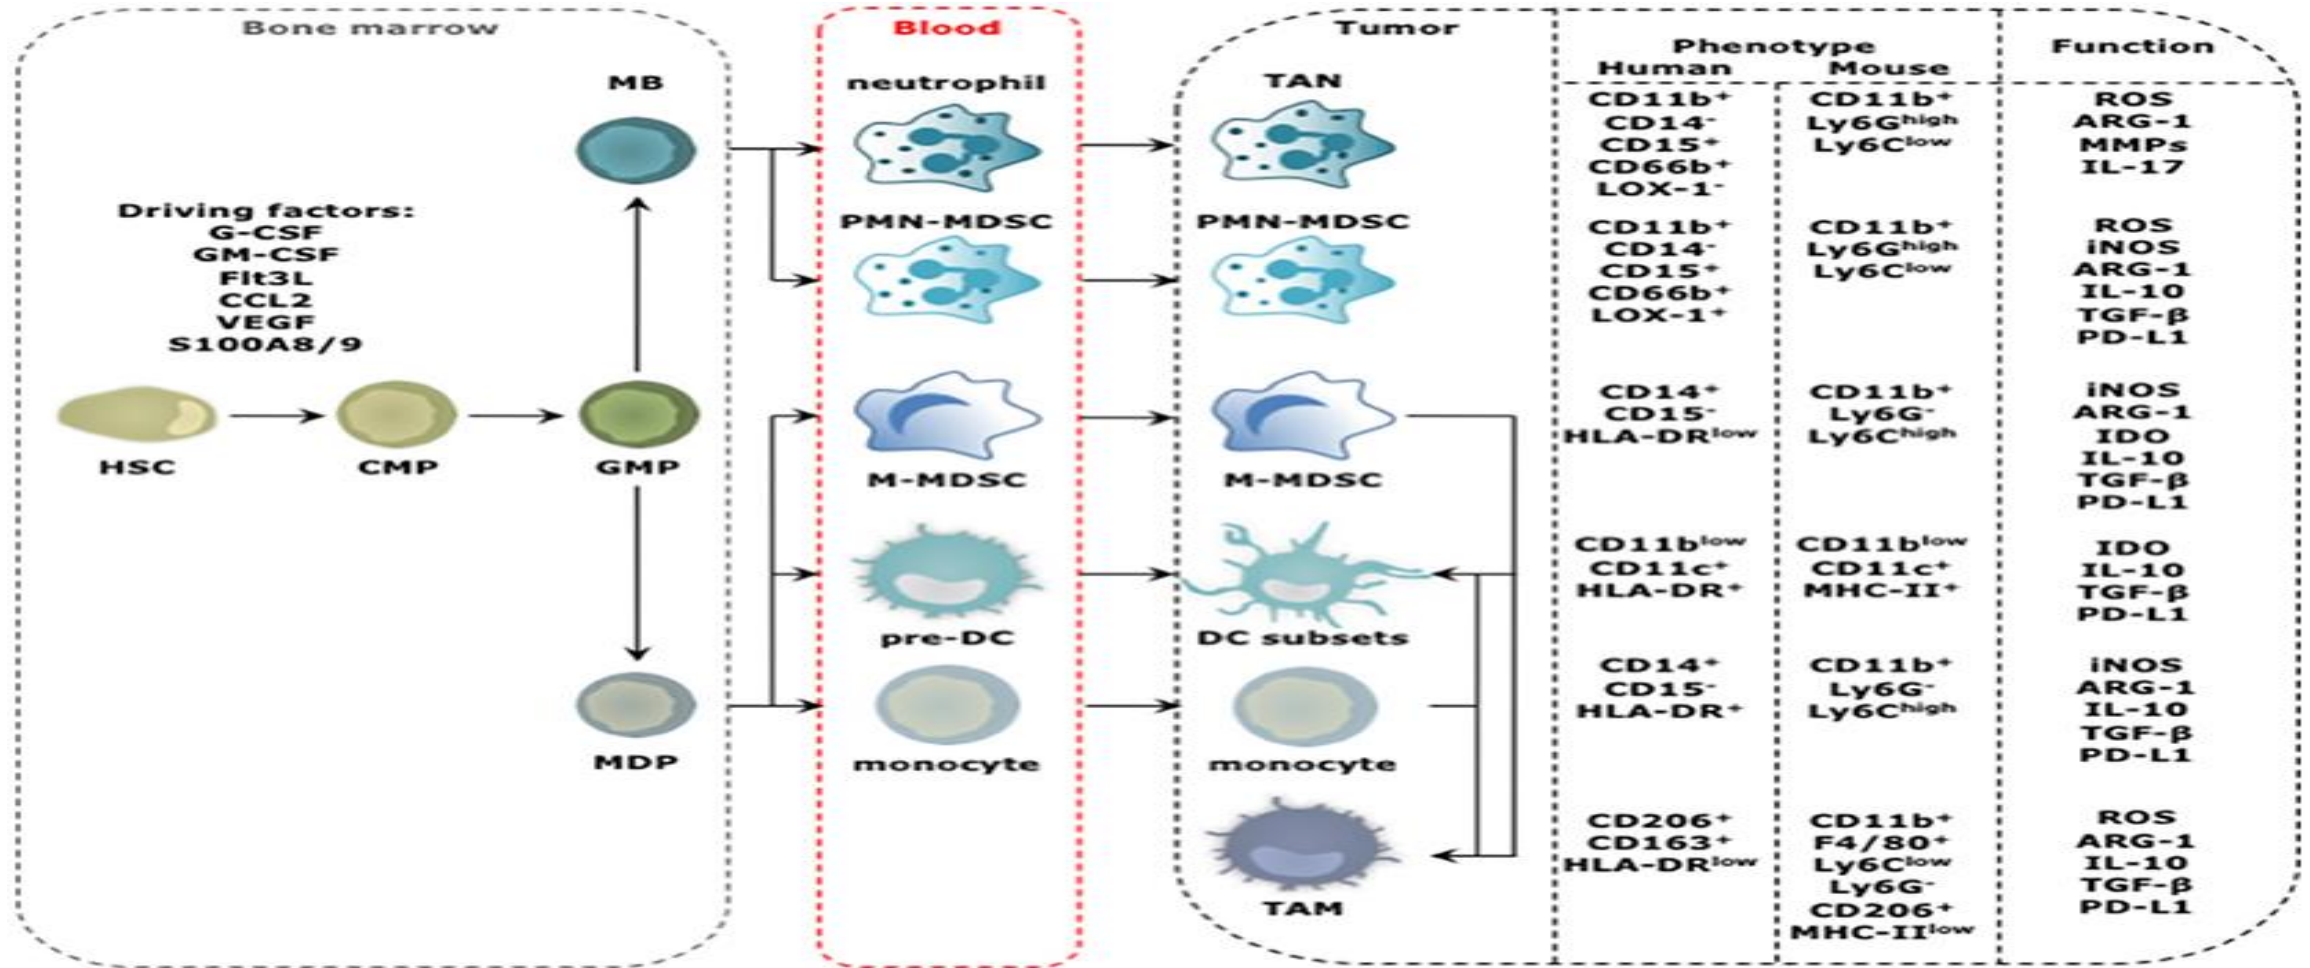 Bone marrow
MB
Driving factors:
G-CSF
GM-CSF
Flt3L
CCL2
VEGF
S100A8/9
HSC
CMP
GMP
MDP
Blood
neutrophil
PMN-MDSC
M-MDSC
pre-DC
monocyte
Tumor
TAN
PMN-MDSC
M-MDSC
DC subsets
monocyte
TAM
Phenotype
Human
CD11b⁺
CD14⁻
CD15⁺
CD66b⁺
LOX-1⁻
CD11b⁺
CD14⁻
CD15⁺
CD66b⁺
LOX-1⁺
CD14⁺
CD15⁻
HLA-DRˡᵒʷ
CD11bˡᵒʷ
CD11c⁺
HLA-DR⁺
CD14⁺
CD15⁻
HLA-DR⁺
CD206⁺
CD163⁺
HLA-DRˡᵒʷ
Mouse
CD11b⁺
Ly6Gʰⁱᵍʰ
Ly6Cˡᵒʷ
CD11b⁺
Ly6Gʰⁱᵍʰ
Ly6Cˡᵒʷ
CD11b⁺
Ly6G⁻
Ly6Cʰⁱᵍʰ
CD11bˡᵒʷ
CD11c⁺
MHC-II⁺
CD11b⁺
Ly6G⁻
Ly6Cʰⁱᵍʰ
CD11b⁺
F4/80⁺
Ly6Cˡᵒʷ
Ly6G⁻
CD206⁺
MHC-IIˡᵒʷ
Function
ROS
ARG-1
MMPs
IL-17
ROS
iNOS
ARG-1
IL-10
TGF-β
PD-L1
iNOS
ARG-1
IDO
IL-10
TGF-β
PD-L1
IDO
IL-10
TGF-β
PD-L1
iNOS
ARG-1
IL-10
TGF-β
PD-L1
ROS
ARG-1
IL-10
TGF-β
PD-L1